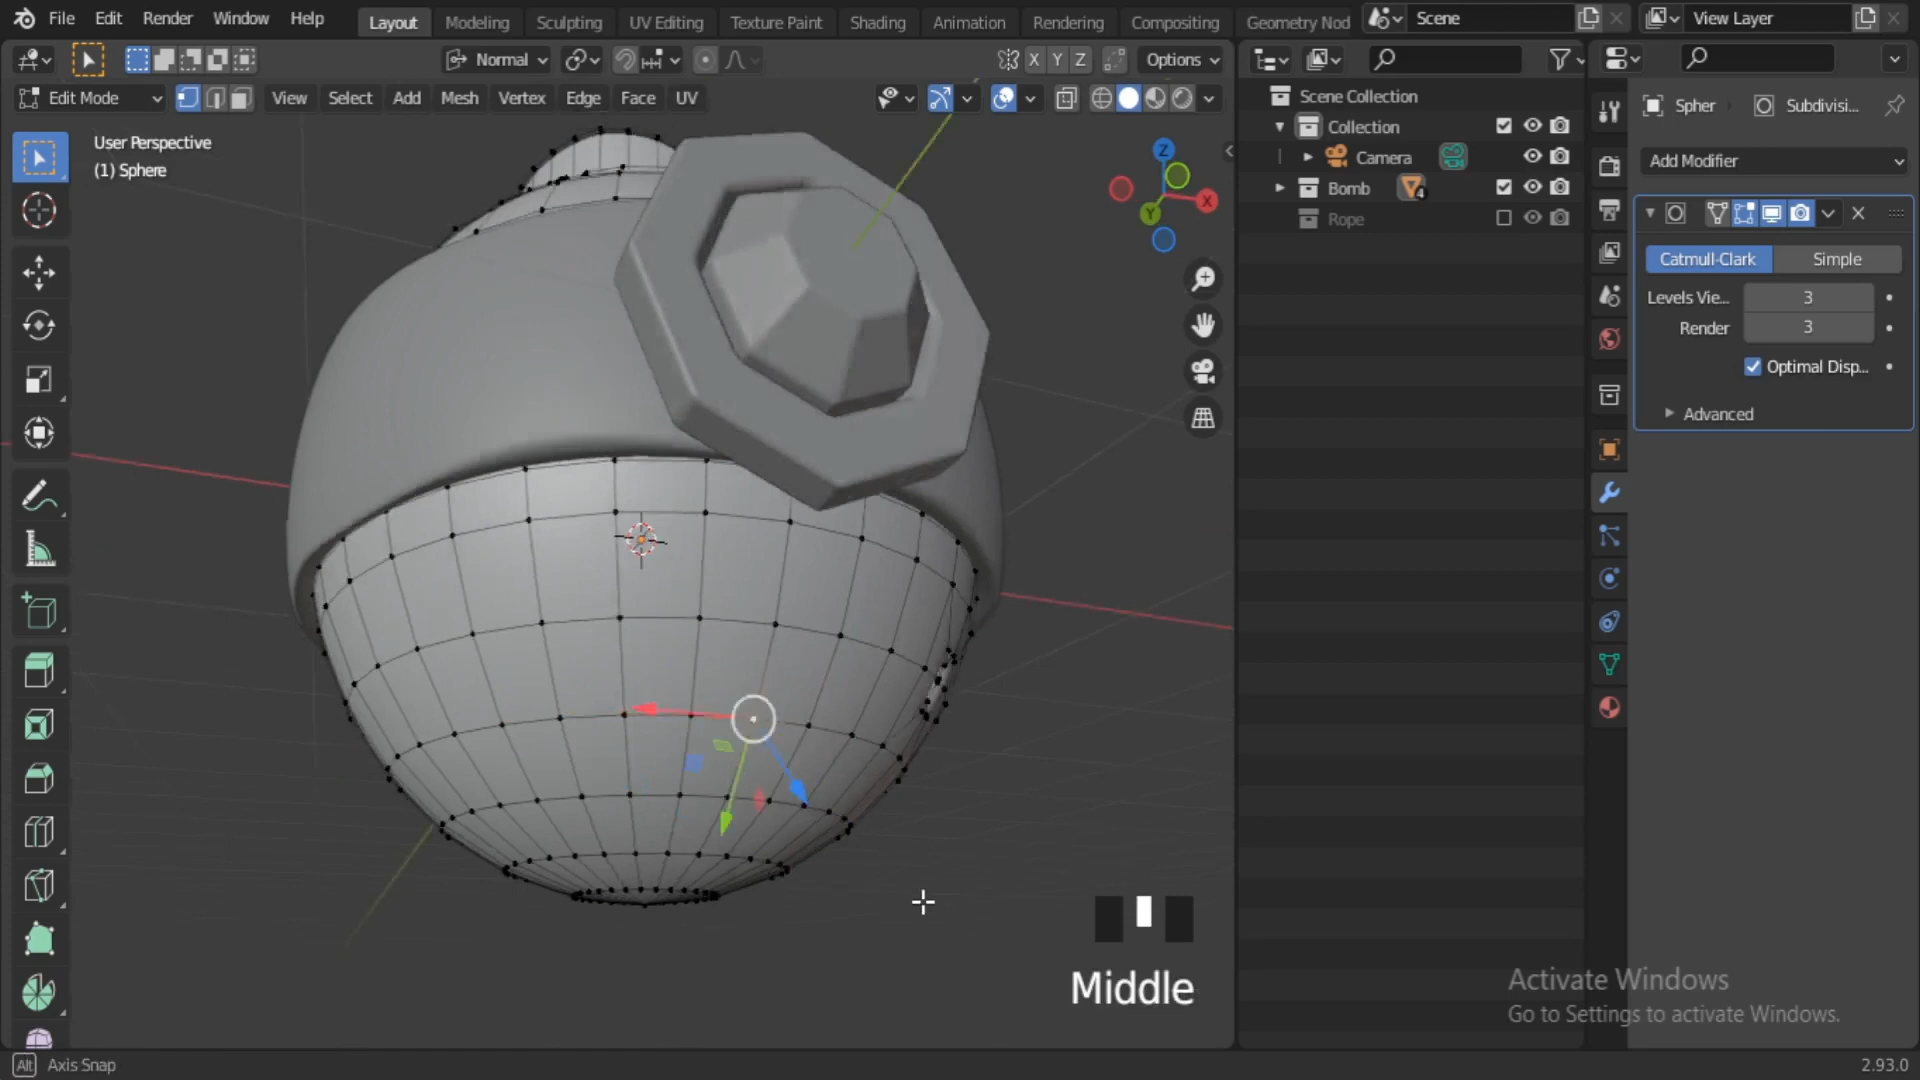 File Edit Render Window Help
Layout Modeling Sculpting UV Editing Texture Paint Shading Animation Rendering Compositing Geometry Nod
Scene
View Layer
Normal
X Y Z
Options
Edit Mode
View Select Add Mesh Vertex Edge Face UV
User Perspective
(1) Sphere
Z
X
Y
Scene Collection
Collection
Camera
Bomb
4
Rope
Spher
Subdivisi...
Add Modifier
Catmull-Clark
Simple
Levels Vie...
3
Render
3
Optimal Disp...
Advanced
Middle
Activate Windows
Go to Settings to activate Windows.
Alt Axis Snap
2.93.0